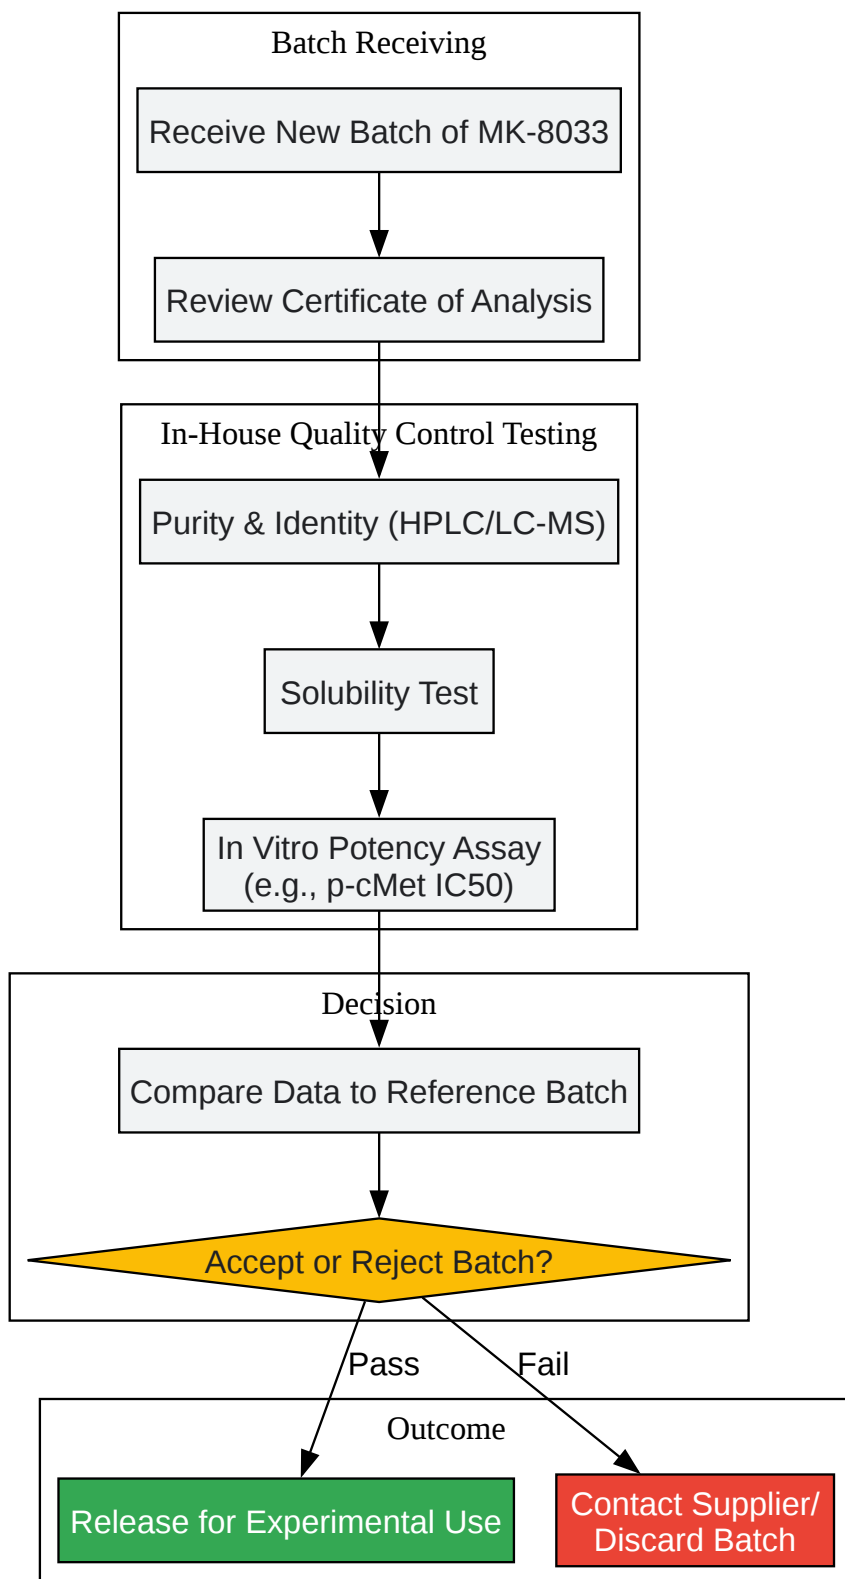 Batch Receiving
Receive New Batch of MK-8033
Review Certificate of Analysis
In-House Quality Control Testing
Purity & Identity (HPLC/LC-MS)
Solubility Test
In Vitro Potency Assay
(e.g., p-cMet IC50)
Decision
Compare Data to Reference Batch
Accept or Reject Batch?
Pass
Fail
Outcome
Release for Experimental Use
Contact Supplier/
Discard Batch